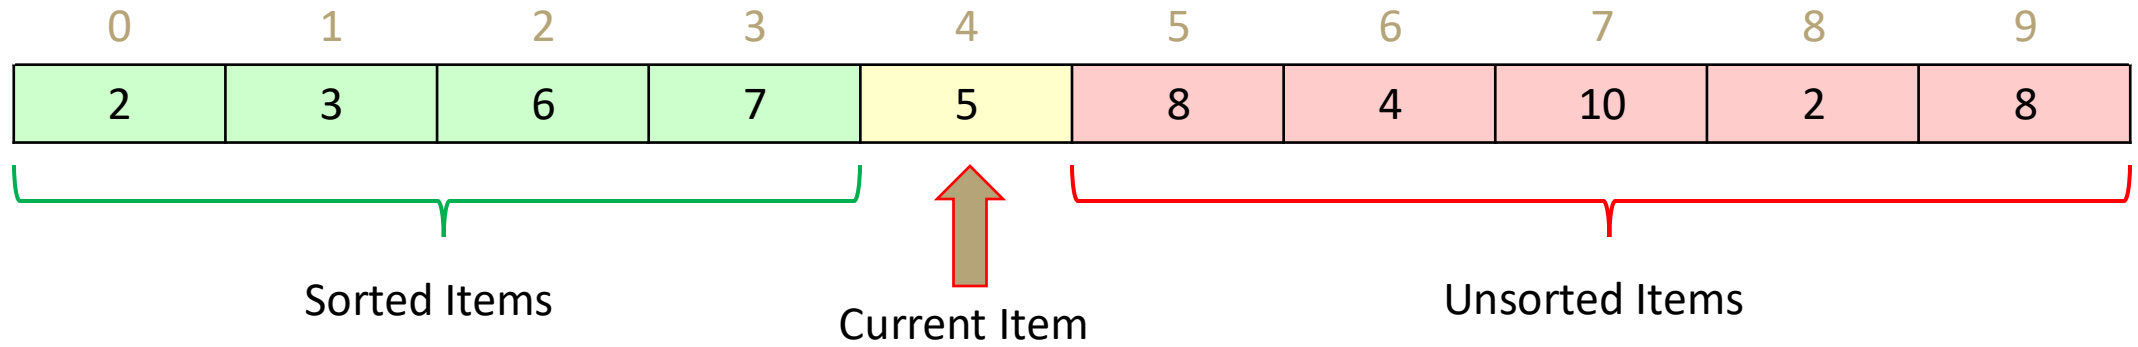 0 1 2 3 4 5 6 7 8 9
2 3 6 7 5 8 4 10 2 8
Sorted Items
Current Item
Unsorted Items